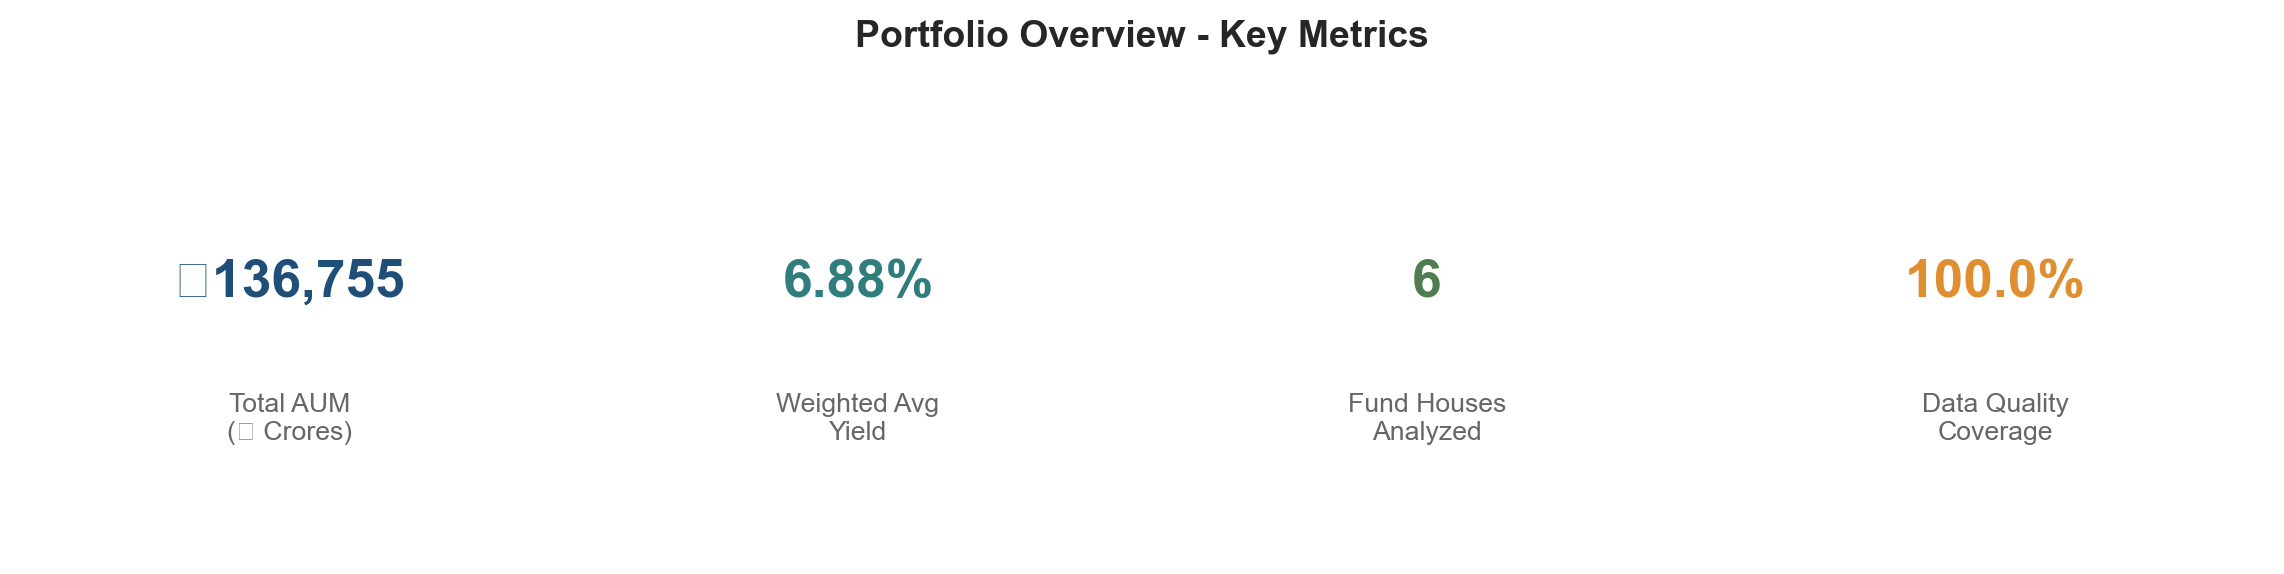 Portfolio Overview - Key Metrics
□136,755
6.88%
6
100.0%
Total AUM
(□ Crores)
Weighted Avg
Yield
Fund Houses
Analyzed
Data Quality
Coverage